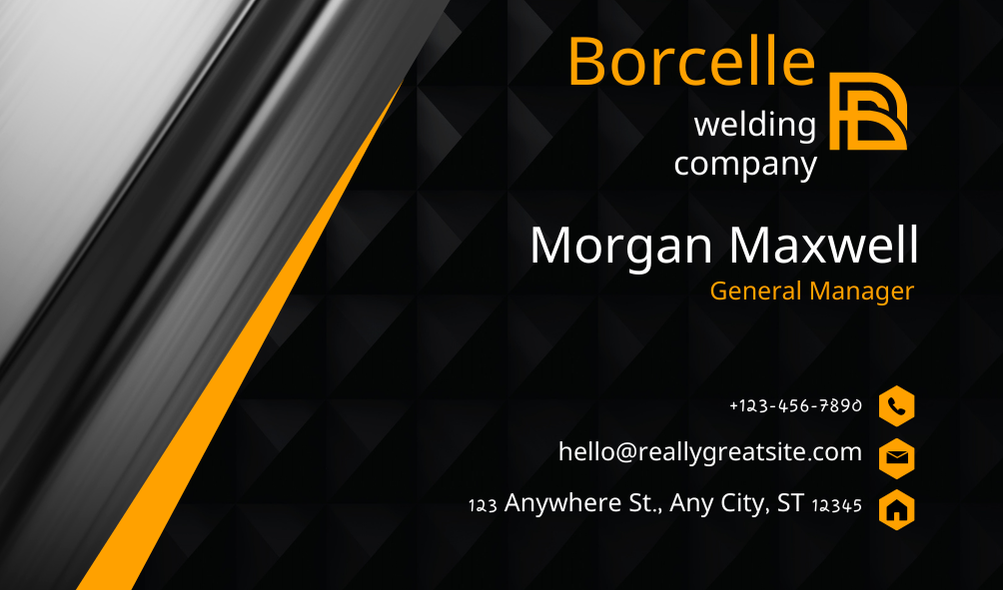 Borcelle
welding
company
Morgan Maxwell
General Manager
+123-456-7890
hello@reallygreatsite.com
123 Anywhere St., Any City, ST 12345